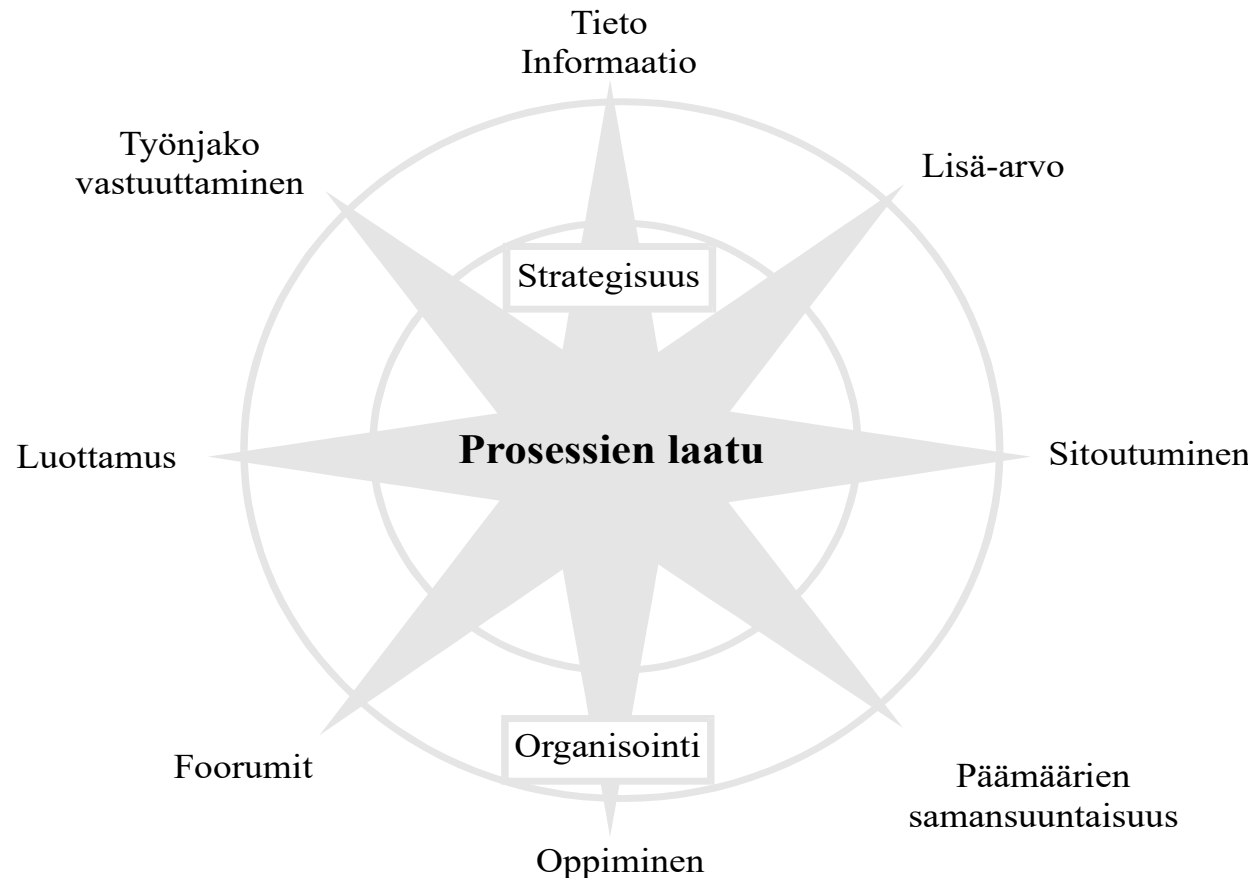 Tieto
Informaatio
Työnjako
vastuuttaminen
Lisä-arvo
Strategisuus
Luottamus
Prosessien laatu
Sitoutuminen
Foorumit
Organisointi
Päämäärien
samansuuntaisuus
Oppiminen